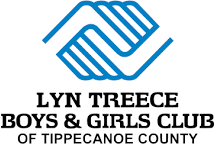 LYN TREECE
BOYS & GIRLS CLUB
OF TIPPECANOE COUNTY